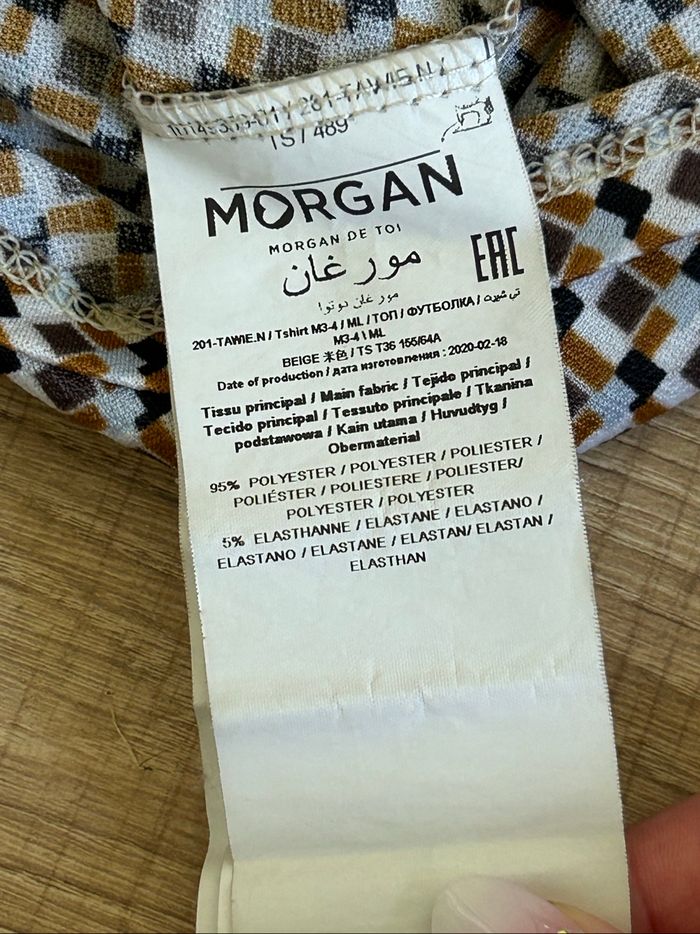 TS / 489
MORGAN
MORGAN DE TOI
مورغان
مورغان دوتوا
EAC
201-TAWIE.N / Tshirt M3-4 / ML / ТОП / ФУТБОЛКА / تي شيرت
M3-4 \ ML
BEIGE 米色 / TS T36 155/64A
Date of production / дата изготовления : 2020-02-18
Tissu principal / Main fabric / Tejido principal /
Tecido principal / Tessuto principale / Tkanina
podstawowa / Kain utama / Huvudtyg /
Obermaterial
95% POLYESTER / POLYESTER / POLIESTER /
POLIÉSTER / POLIESTERE / POLIESTER/
POLYESTER / POLYESTER
5% ELASTHANNE / ELASTANE / ELASTANO /
ELASTANO / ELASTANE / ELASTAN/ ELASTAN /
ELASTHAN